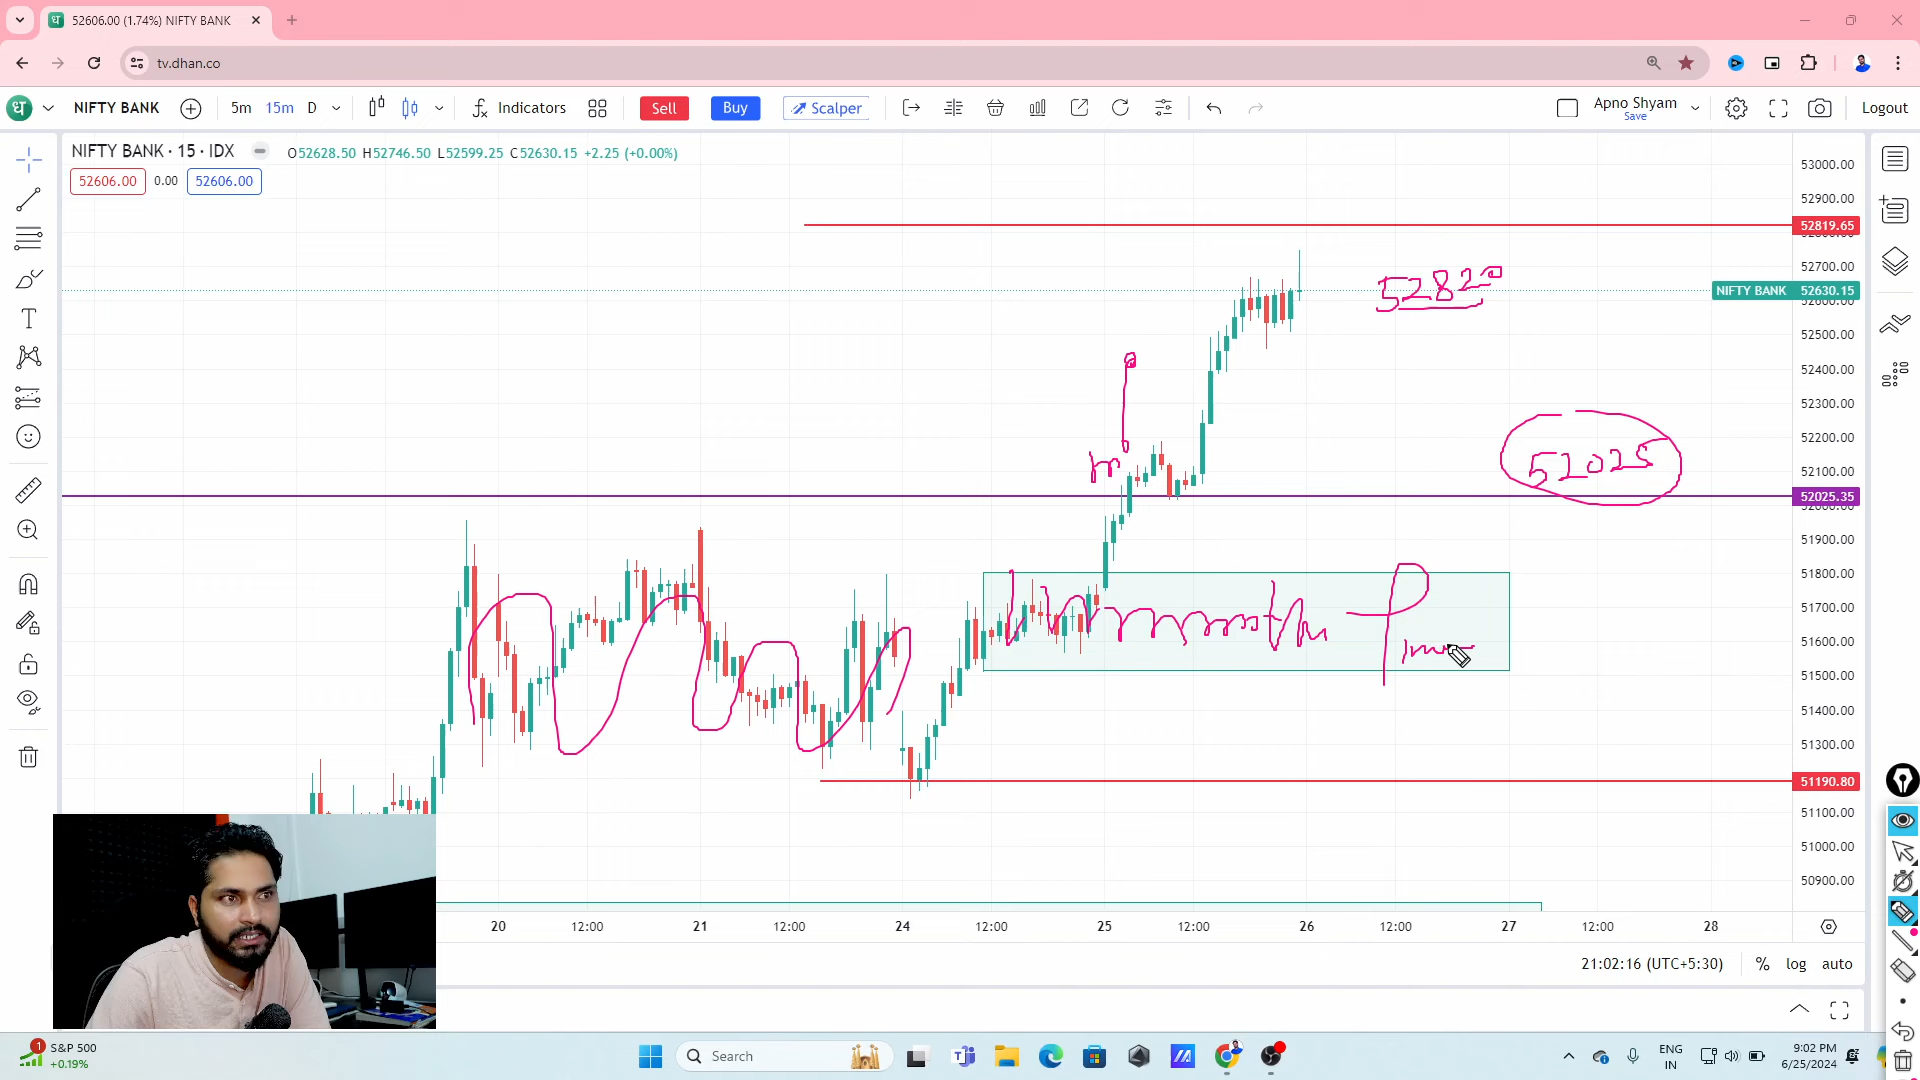 52606.00 (1.74%) NIFTY BANK
tv.dhan.co
NIFTY BANK 5m 15m D Indicators Sell Buy Scalper Apno Shyam Save Logout
NIFTY BANK · 15 · IDX O52628.50 H52746.50 L52599.25 C52630.15 +2.25 (+0.00%)
52606.00 0.00 52606.00
53000.00
52900.00
52819.65
52700.00
NIFTY BANK 52630.15
52820
52600.00
52500.00
52400.00
52300.00
52200.00
52100.00
52025
52025.35
52000.00
51900.00
51800.00
51700.00
51600.00
51500.00
51400.00
51300.00
51190.80
51100.00
51000.00
50900.00
20 12:00 21 12:00 24 12:00 25 12:00 26 12:00 27 12:00 28
21:02:16 (UTC+5:30) % log auto
1 S&P 500
+0.19%
Search
ENG
IN
9:02 PM
6/25/2024